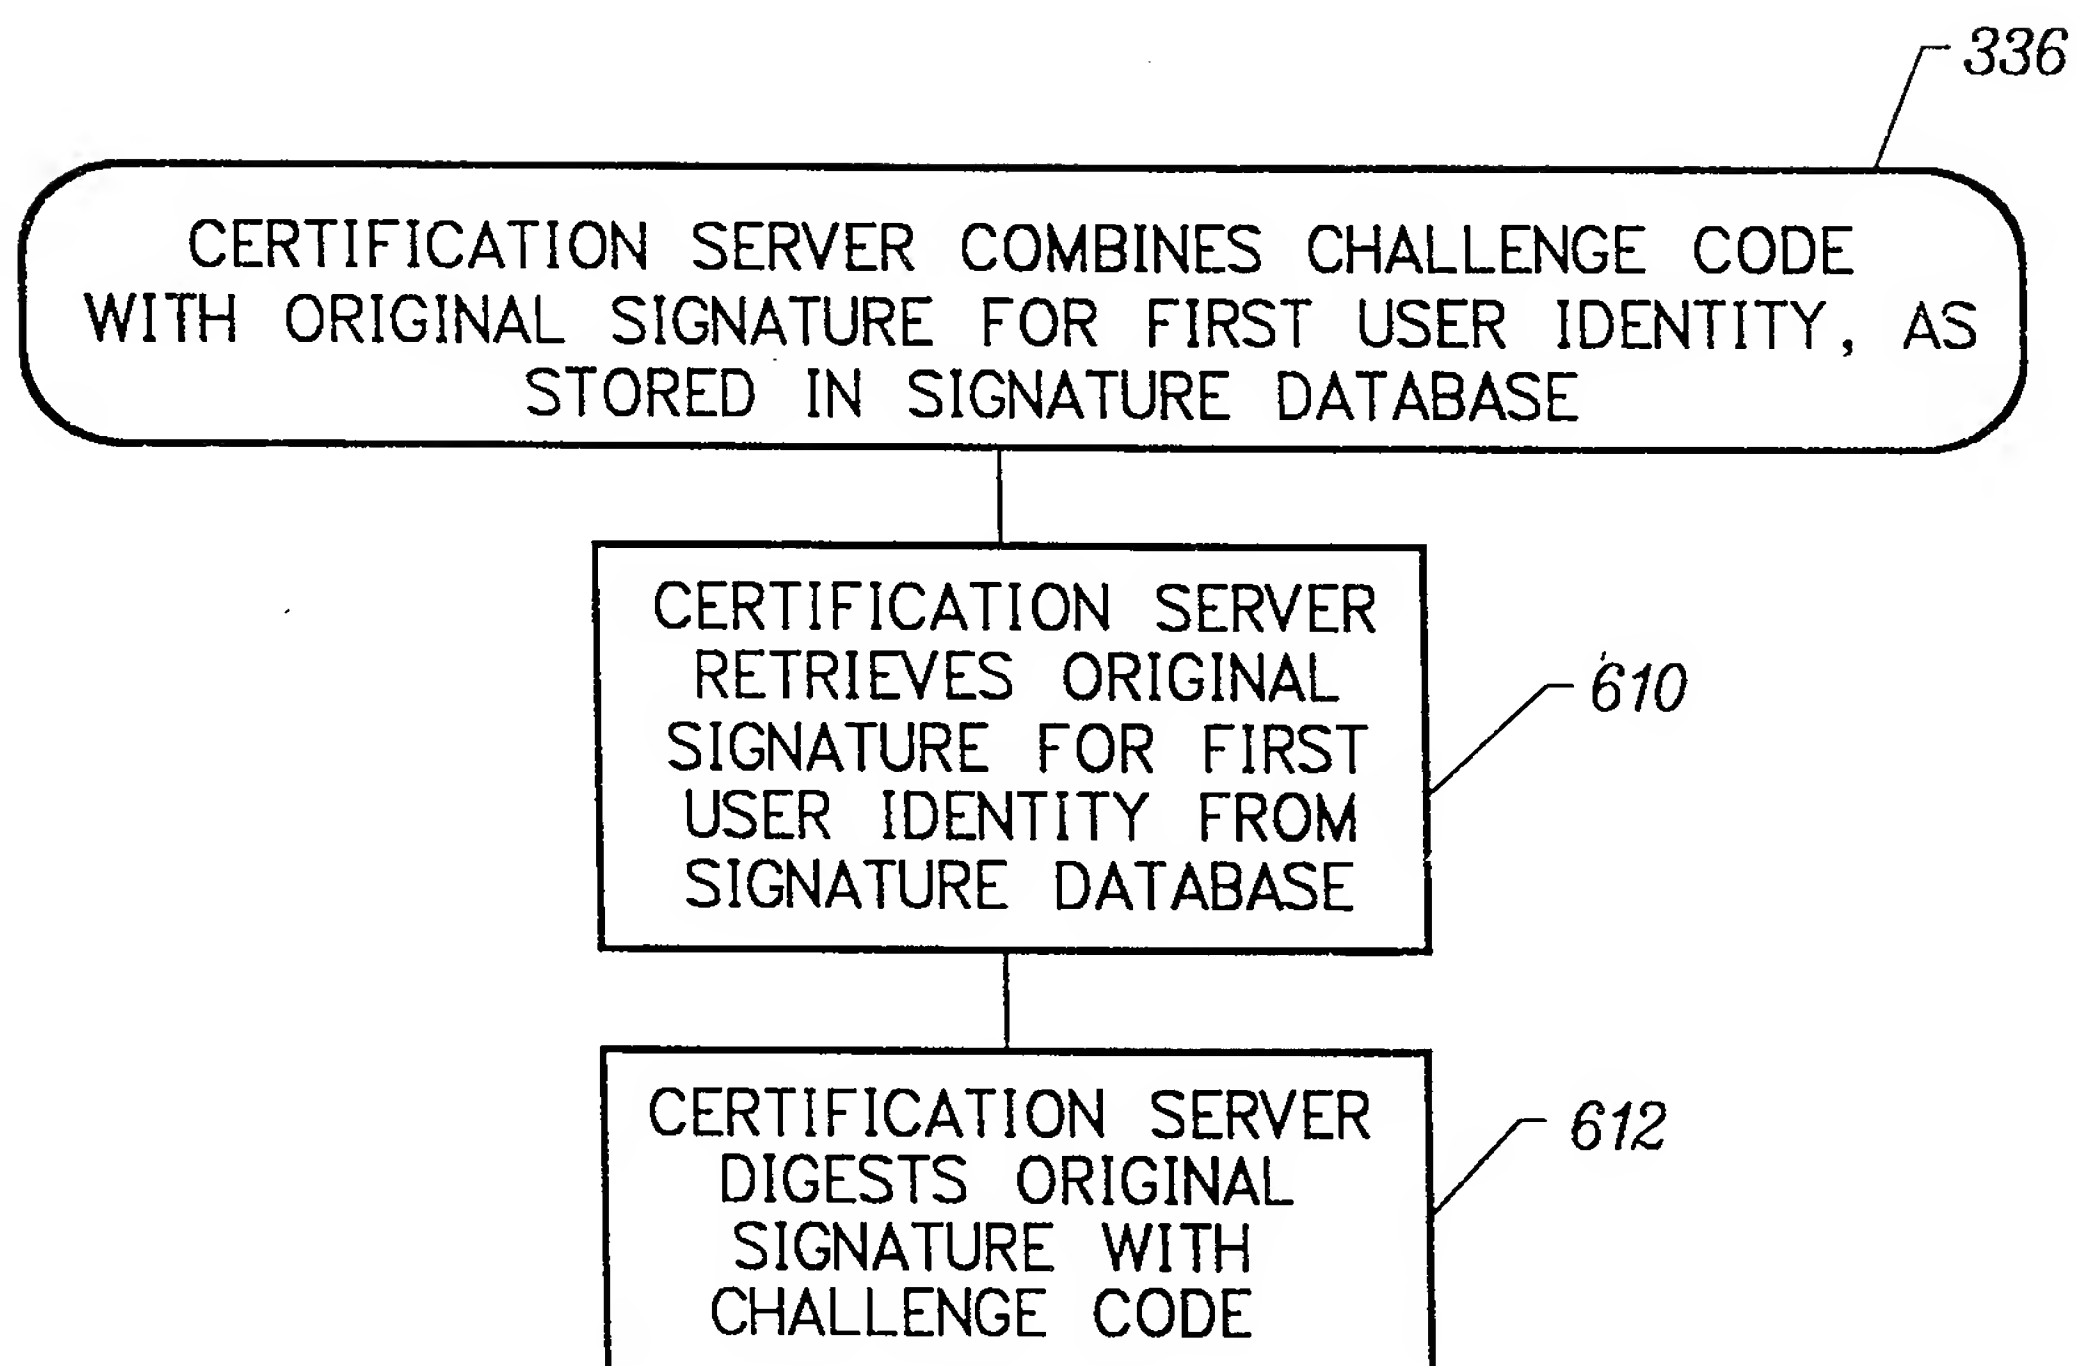 336
CERTIFICATION SERVER COMBINES CHALLENGE CODE
WITH ORIGINAL SIGNATURE FOR FIRST USER IDENTITY, AS
STORED IN SIGNATURE DATABASE
CERTIFICATION SERVER
RETRIEVES ORIGINAL
SIGNATURE FOR FIRST
USER IDENTITY FROM
SIGNATURE DATABASE
610
CERTIFICATION SERVER
DIGESTS ORIGINAL
SIGNATURE WITH
CHALLENGE CODE
612